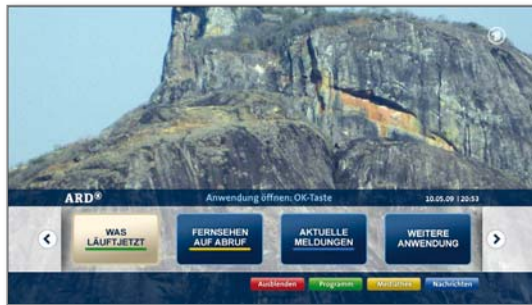 ARD
Anwendung öffnen: OK-Taste
10.05.09 | 20:53
WAS
LÄUFTJETZT
FERNSEHEN
AUF ABRUF
AKTUELLE
MELDUNGEN
WEITERE
ANWENDUNG
Ausblenden
Programm
Mediathek
Nachrichten